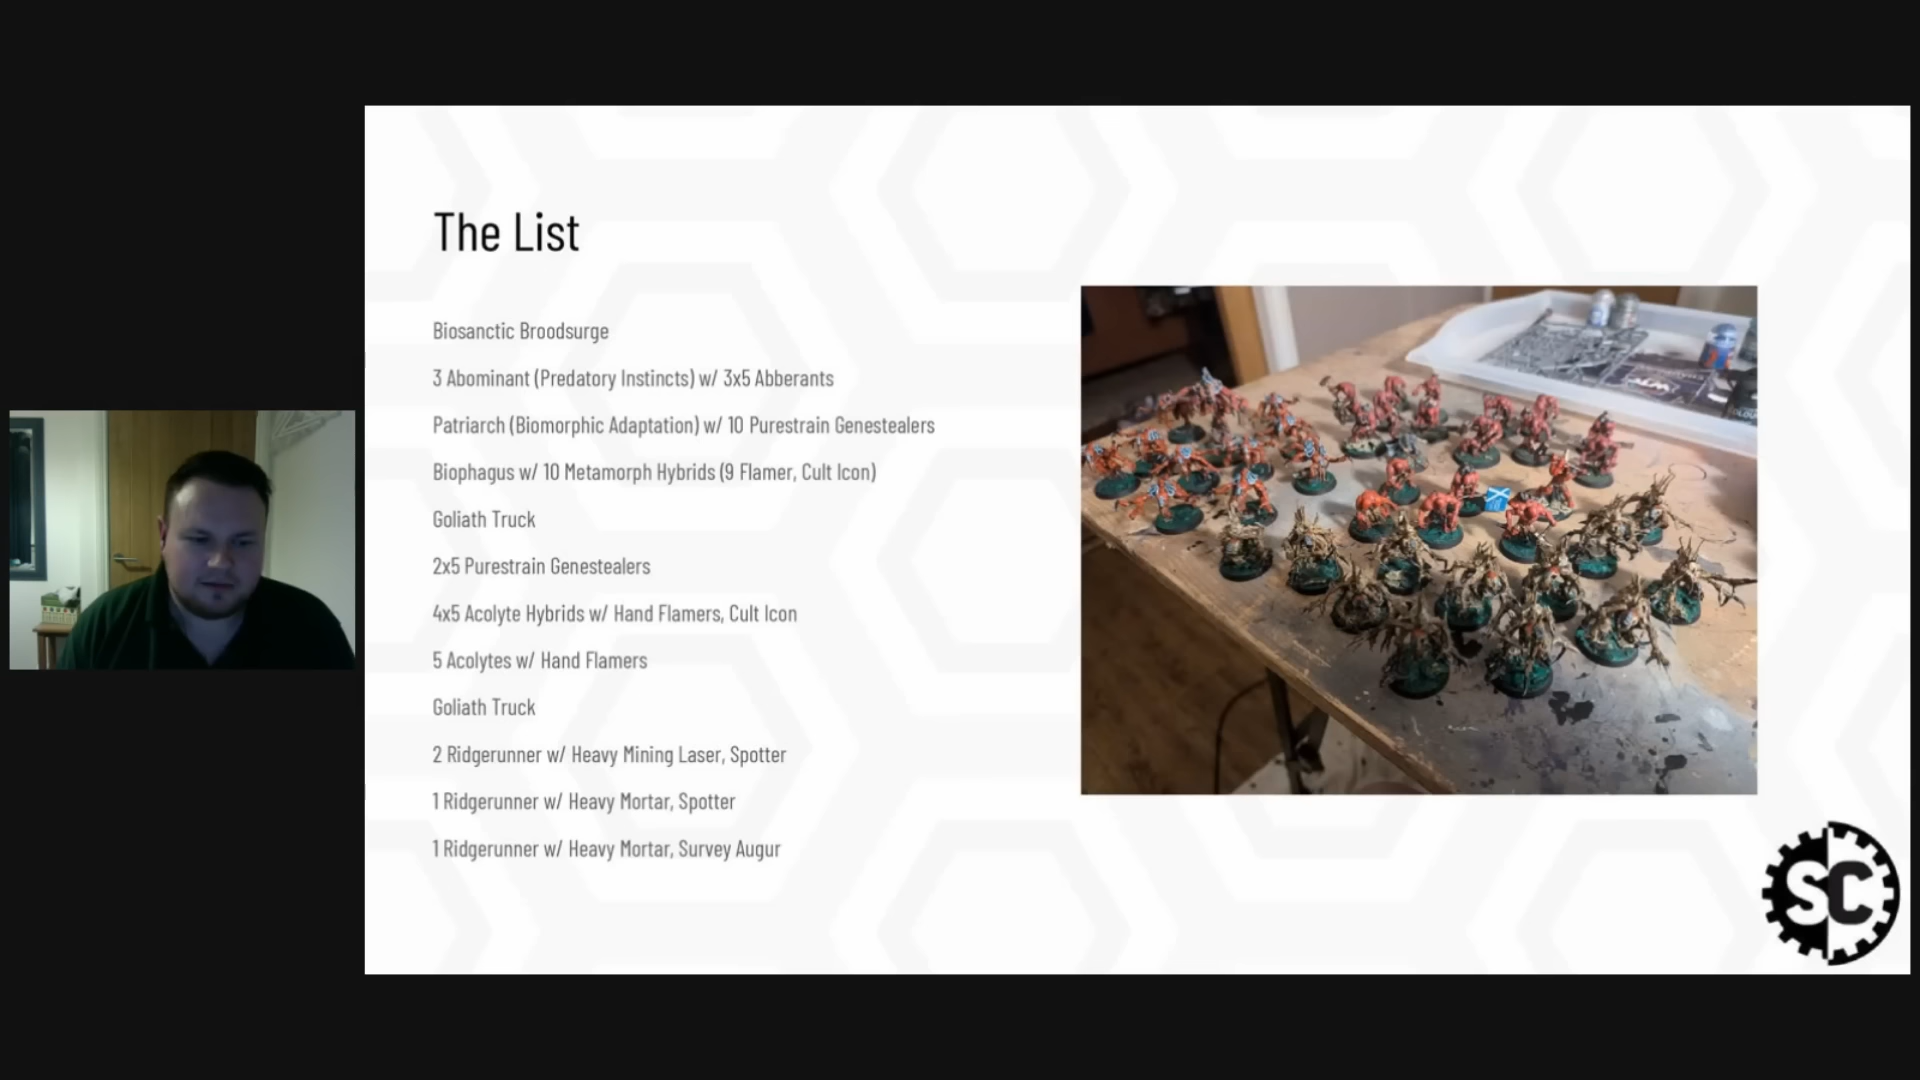 The List
Biosanctic Broodsurge
3 Abominant (Predatory Instincts) w/ 3x5 Abberants
Patriarch (Biomorphic Adaptation) w/ 10 Purestrain Genestealers
Biophagus w/ 10 Metamorph Hybrids (9 Flamer, Cult Icon)
Goliath Truck
2x5 Purestrain Genestealers
4x5 Acolyte Hybrids w/ Hand Flamers, Cult Icon
5 Acolytes w/ Hand Flamers
Goliath Truck
2 Ridgerunner w/ Heavy Mining Laser, Spotter
1 Ridgerunner w/ Heavy Mortar, Spotter
1 Ridgerunner w/ Heavy Mortar, Survey Augur
SC